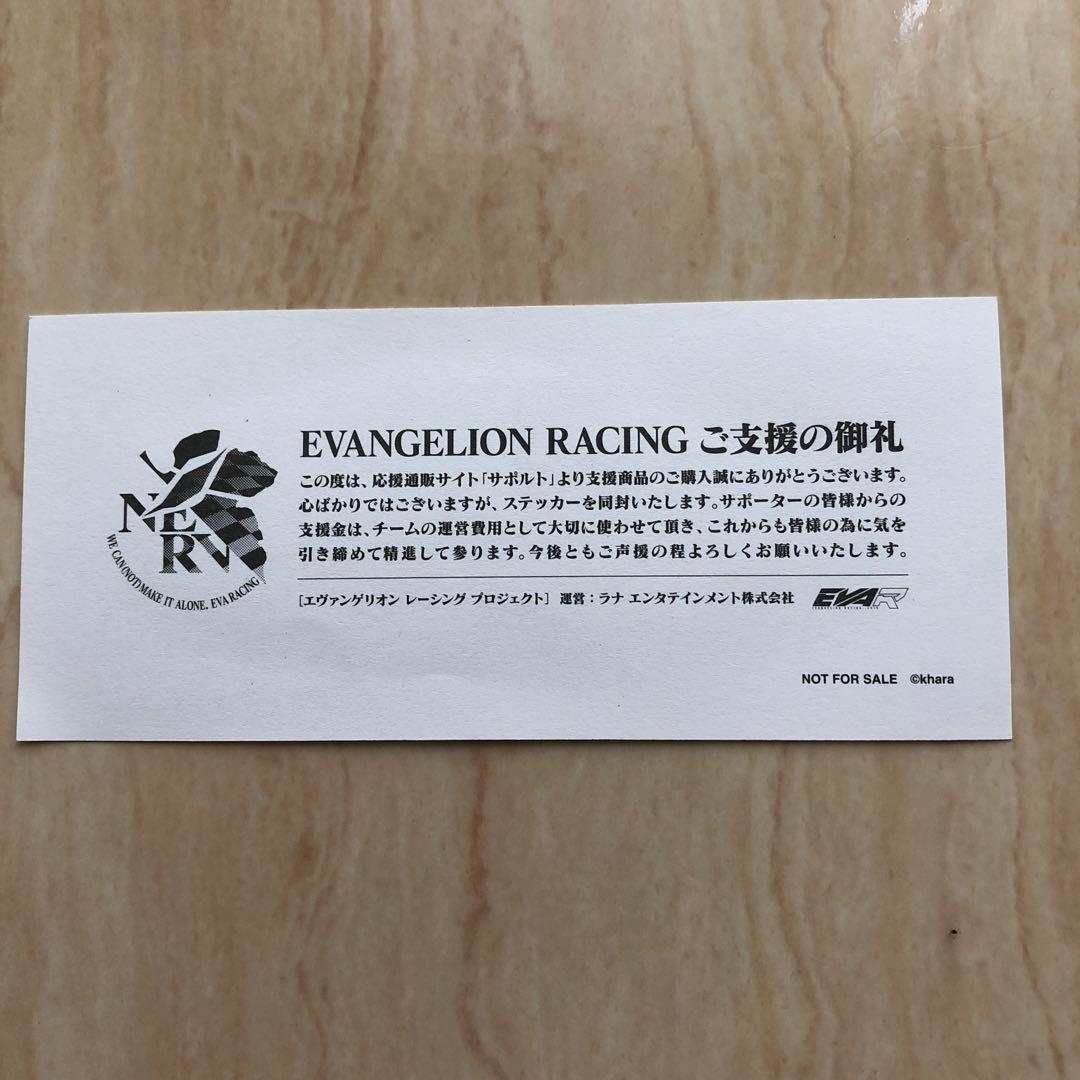 NERV
WE CAN (NOT) MAKE IT ALONE. EVA RACING
EVANGELION RACING ご支援の御礼
この度は、応援通販サイト「サポルト」より支援商品のご購入誠にありがとうございます。
心ばかりではございますが、ステッカーを同封いたします。サポーターの皆様からの
支援金は、チームの運営費用として大切に使わせて頂き、これからも皆様の為に気を
引き締めて精進して参ります。今後ともご声援の程よろしくお願いいたします。
[エヴァンゲリオン レーシング プロジェクト] 運営：ラナ エンタテインメント株式会社
EVAR
NOT FOR SALE ©khara